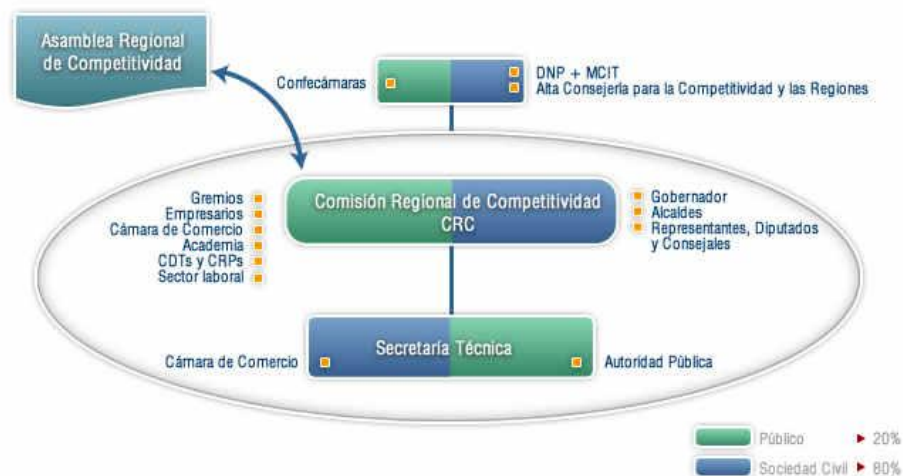 Asamblea Regional
de Competitividad
Confecámaras
DNP + MCIT
Alta Consejería para la Competitividad y las Regiones
Gremios
Empresarios
Cámara de Comercio
Academia
CDTs y CRPs
Sector laboral
Comisión Regional de Competitividad
CRC
Gobernador
Alcaldes
Representantes, Diputados
y Consejales
Cámara de Comercio
Secretaría Técnica
Autoridad Pública
Público 20%
Sociedad Civil 80%